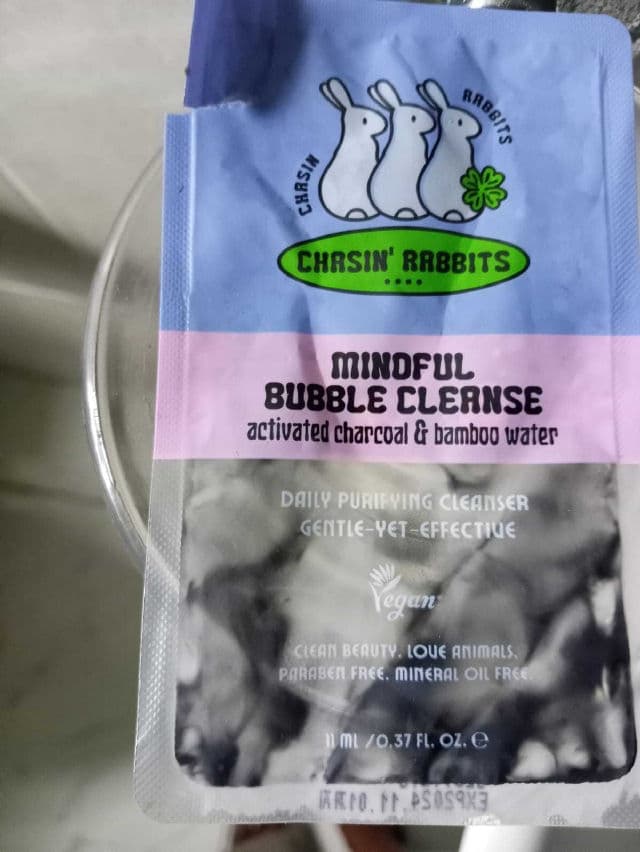 CHASIN
RABBITS
CHASIN' RABBITS
MINDFUL
BUBBLE CLEANSE
activated charcoal & bamboo water
DAILY PURIFYING CLEANSER
GENTLE-YET-EFFECTIVE
Vegan
CLEAN BEAUTY. LOVE ANIMALS.
PARABEN FREE. MINERAL OIL FREE.
11 ML / 0.37 FL. OZ. ℮
EXP2024.11.01